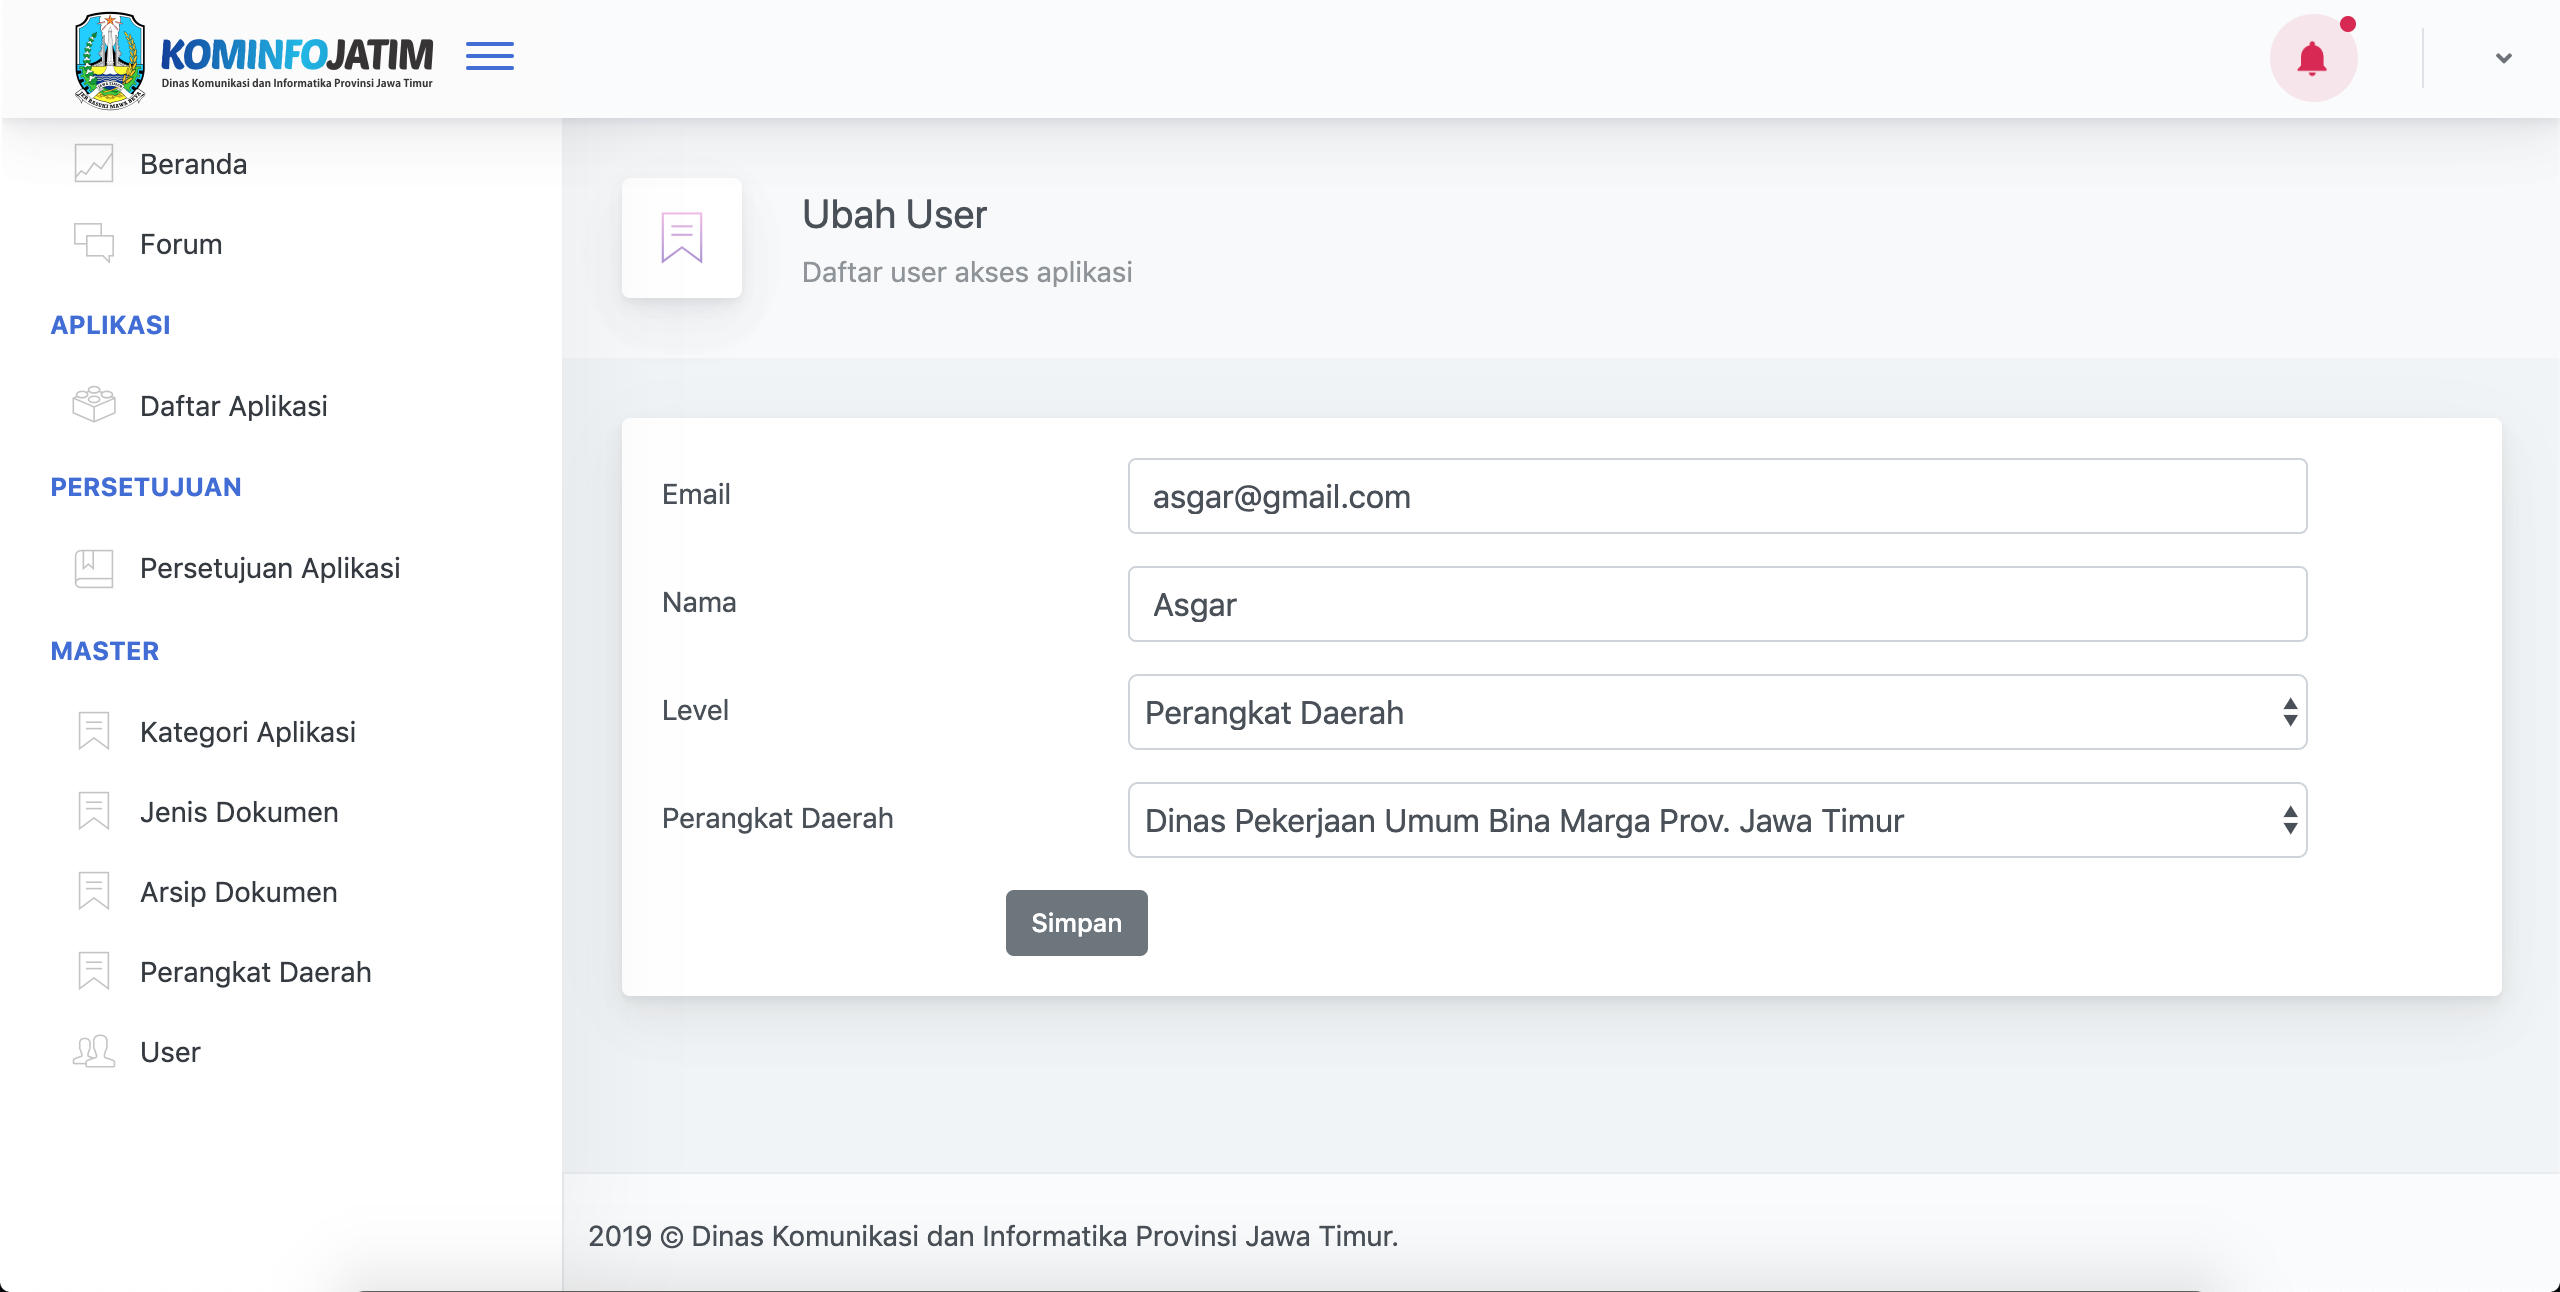 KOMINFOJATIM
Dinas Komunikasi dan Informatika Provinsi Jawa Timur
Beranda
Forum
APLIKASI
Daftar Aplikasi
PERSETUJUAN
Persetujuan Aplikasi
MASTER
Kategori Aplikasi
Jenis Dokumen
Arsip Dokumen
Perangkat Daerah
User
Ubah User
Daftar user akses aplikasi
Email
asgar@gmail.com
Nama
Asgar
Level
Perangkat Daerah
Perangkat Daerah
Dinas Pekerjaan Umum Bina Marga Prov. Jawa Timur
Simpan
2019 © Dinas Komunikasi dan Informatika Provinsi Jawa Timur.